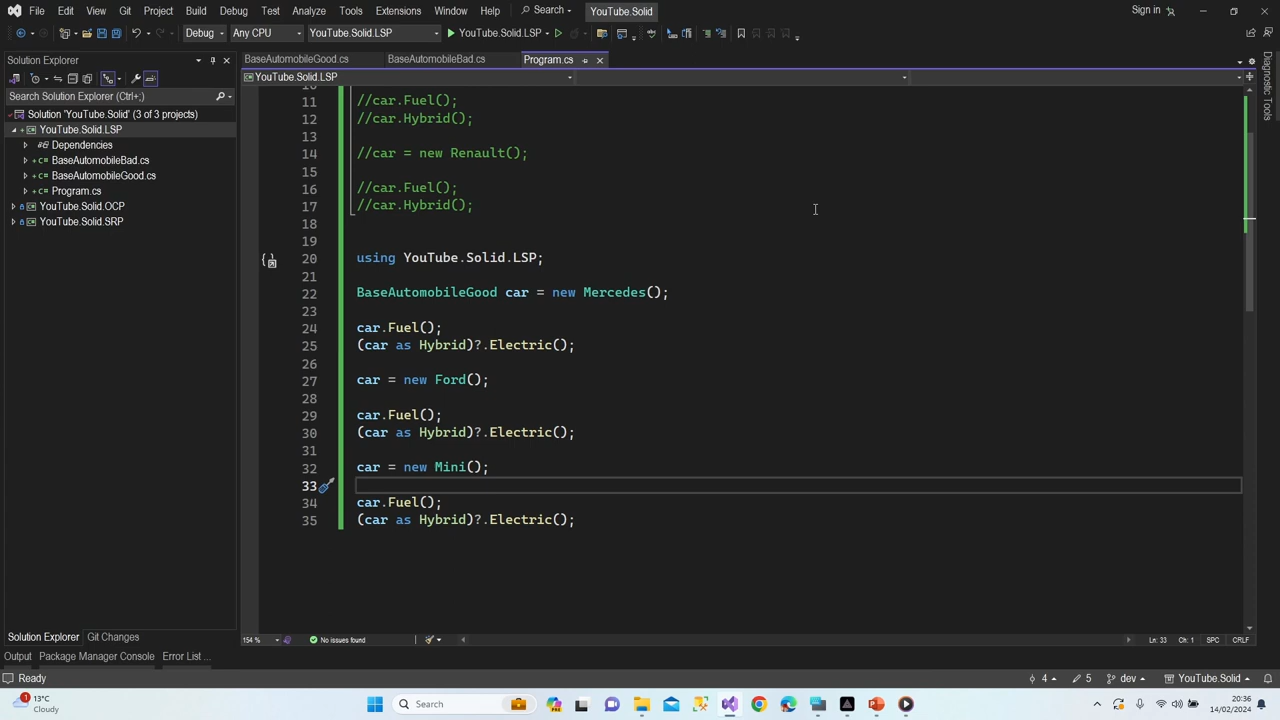 File Edit View Git Project Build Debug Test Analyze Tools Extensions Window Help Search YouTube.Solid Sign in
Debug Any CPU YouTube.Solid.LSP YouTube.Solid.LSP
Solution Explorer
BaseAutomobileGood.cs BaseAutomobileBad.cs Program.cs
YouTube.Solid.LSP
Search Solution Explorer (Ctrl+;)
Solution 'YouTube.Solid' (3 of 3 projects)
YouTube.Solid.LSP
Dependencies
BaseAutomobileBad.cs
BaseAutomobileGood.cs
Program.cs
YouTube.Solid.OCP
YouTube.Solid.SRP
11 //car.Fuel();
12 //car.Hybrid();
13
14 //car = new Renault();
15
16 //car.Fuel();
17 //car.Hybrid();
18
19
20 using YouTube.Solid.LSP;
21
22 BaseAutomobileGood car = new Mercedes();
23
24 car.Fuel();
25 (car as Hybrid)?.Electric();
26
27 car = new Ford();
28
29 car.Fuel();
30 (car as Hybrid)?.Electric();
31
32 car = new Mini();
33
34 car.Fuel();
35 (car as Hybrid)?.Electric();
Diagnostic Tools
Solution Explorer Git Changes
154 % No issues found Ln: 33 Ch: 1 SPC CRLF
Output Package Manager Console Error List ...
Ready 4 5 dev YouTube.Solid
1 13°C
Cloudy
Search
20:36
14/02/2024